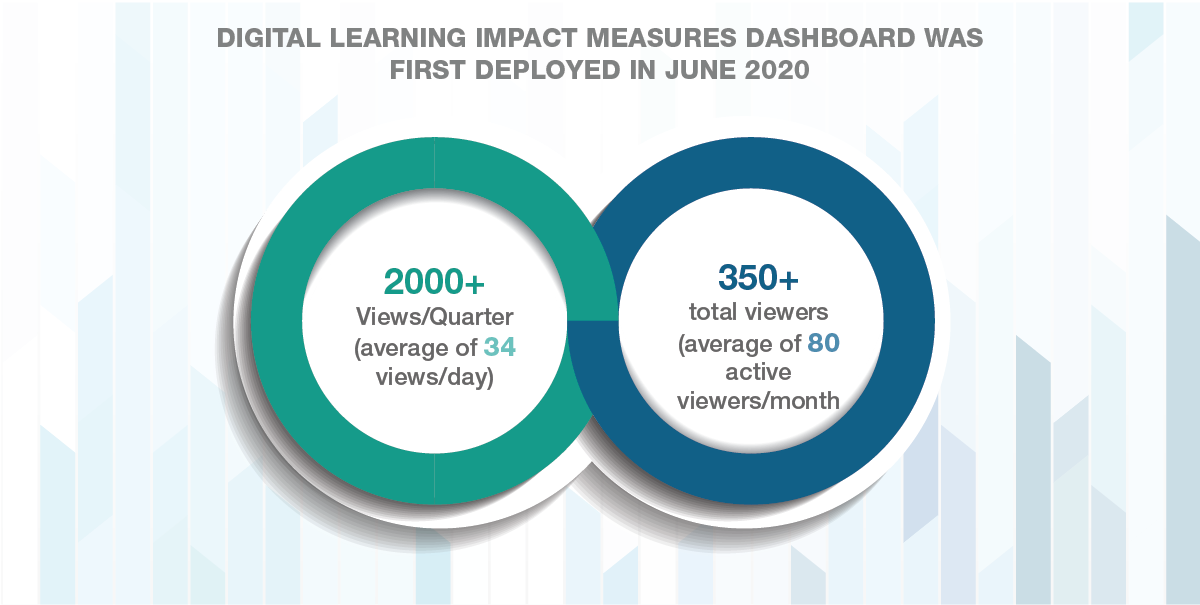 DIGITAL LEARNING IMPACT MEASURES DASHBOARD WAS
FIRST DEPLOYED IN JUNE 2020
2000+
Views/Quarter
(average of 34
views/day)
350+
total viewers
(average of 80
active
viewers/month